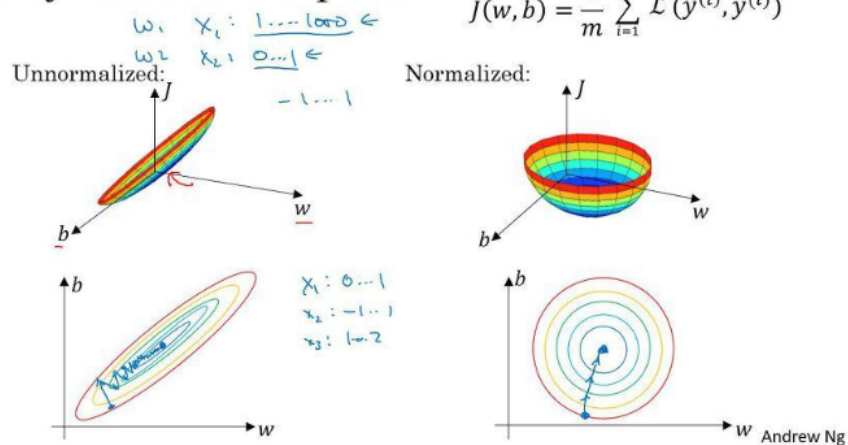 J(w, b) = 1/m Σ i=1 ℒ(ŷ⁽ⁱ⁾, y⁽ⁱ⁾)
w₁ x₁: 1....1000 ←
w2 x₂: 0...1 ←
Unnormalized:
Normalized:
-1...1
J
w
b
J
w
b
b
w
x₁: 0...1
x₂: -1...1
x₃: 1...2
b
w
Andrew Ng